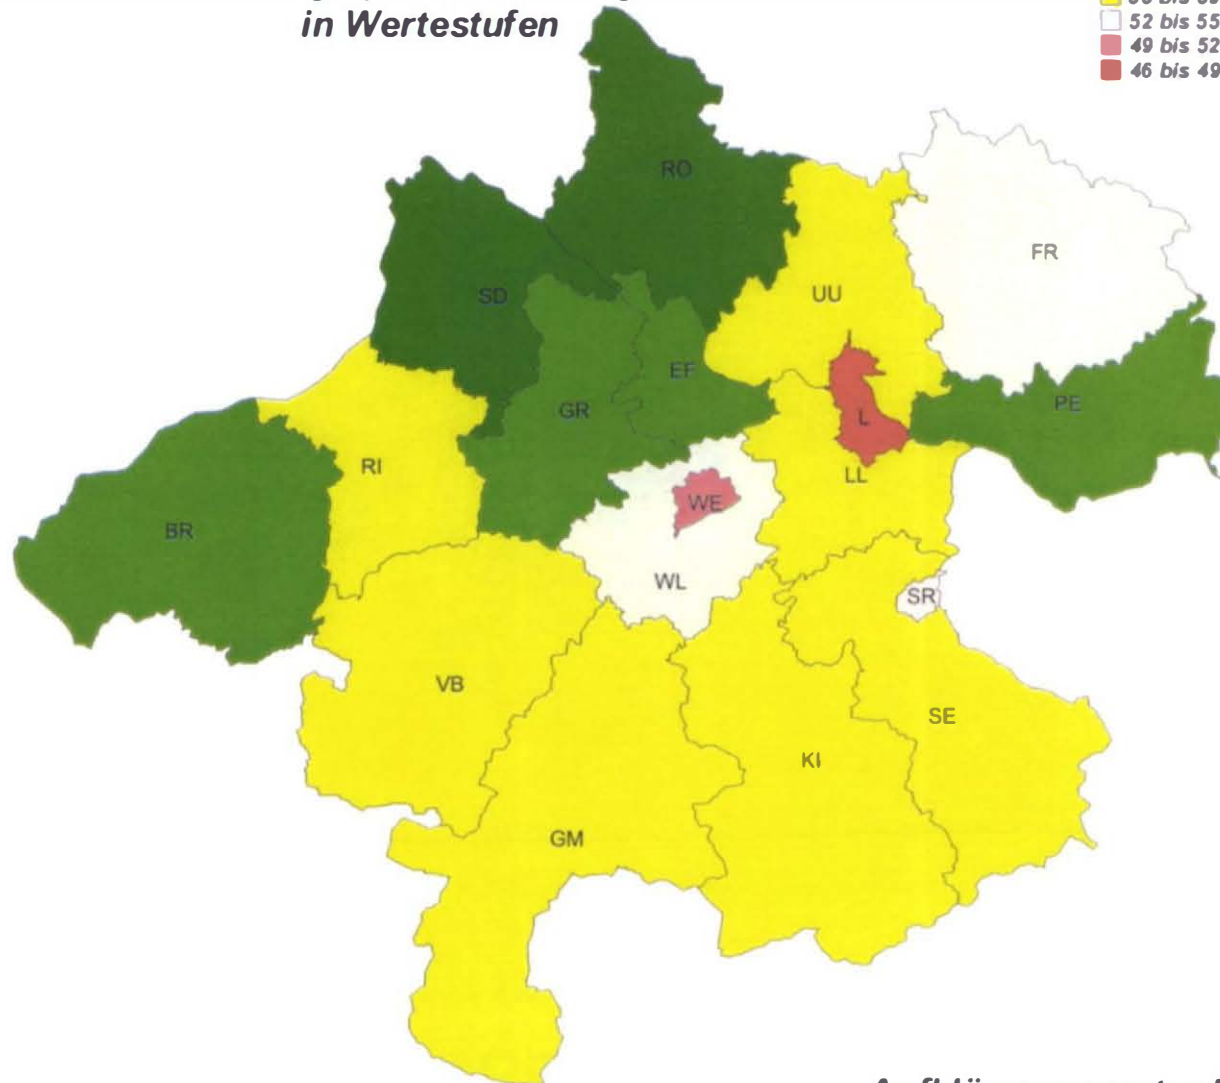 in Wertestufen
52 bis 55
49 bis 52
46 bis 49
RO
FR
SD
UU
EF
GR
PE
L
RI
LL
WE
BR
WL
SR
VB
SE
KI
GM